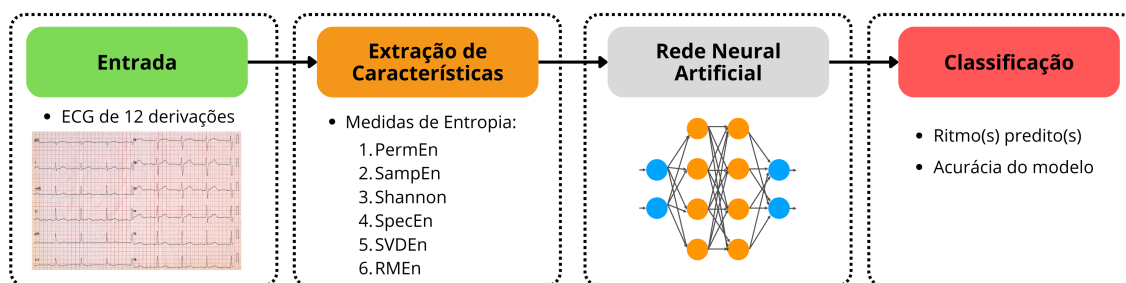 Entrada
• ECG de 12 derivações
Extração de
Características
• Medidas de Entropia:
1. PermEn
2. SampEn
3. Shannon
4. SpecEn
5. SVDEn
6. RMEn
Rede Neural
Artificial
Classificação
• Ritmo(s) predito(s)
• Acurácia do modelo